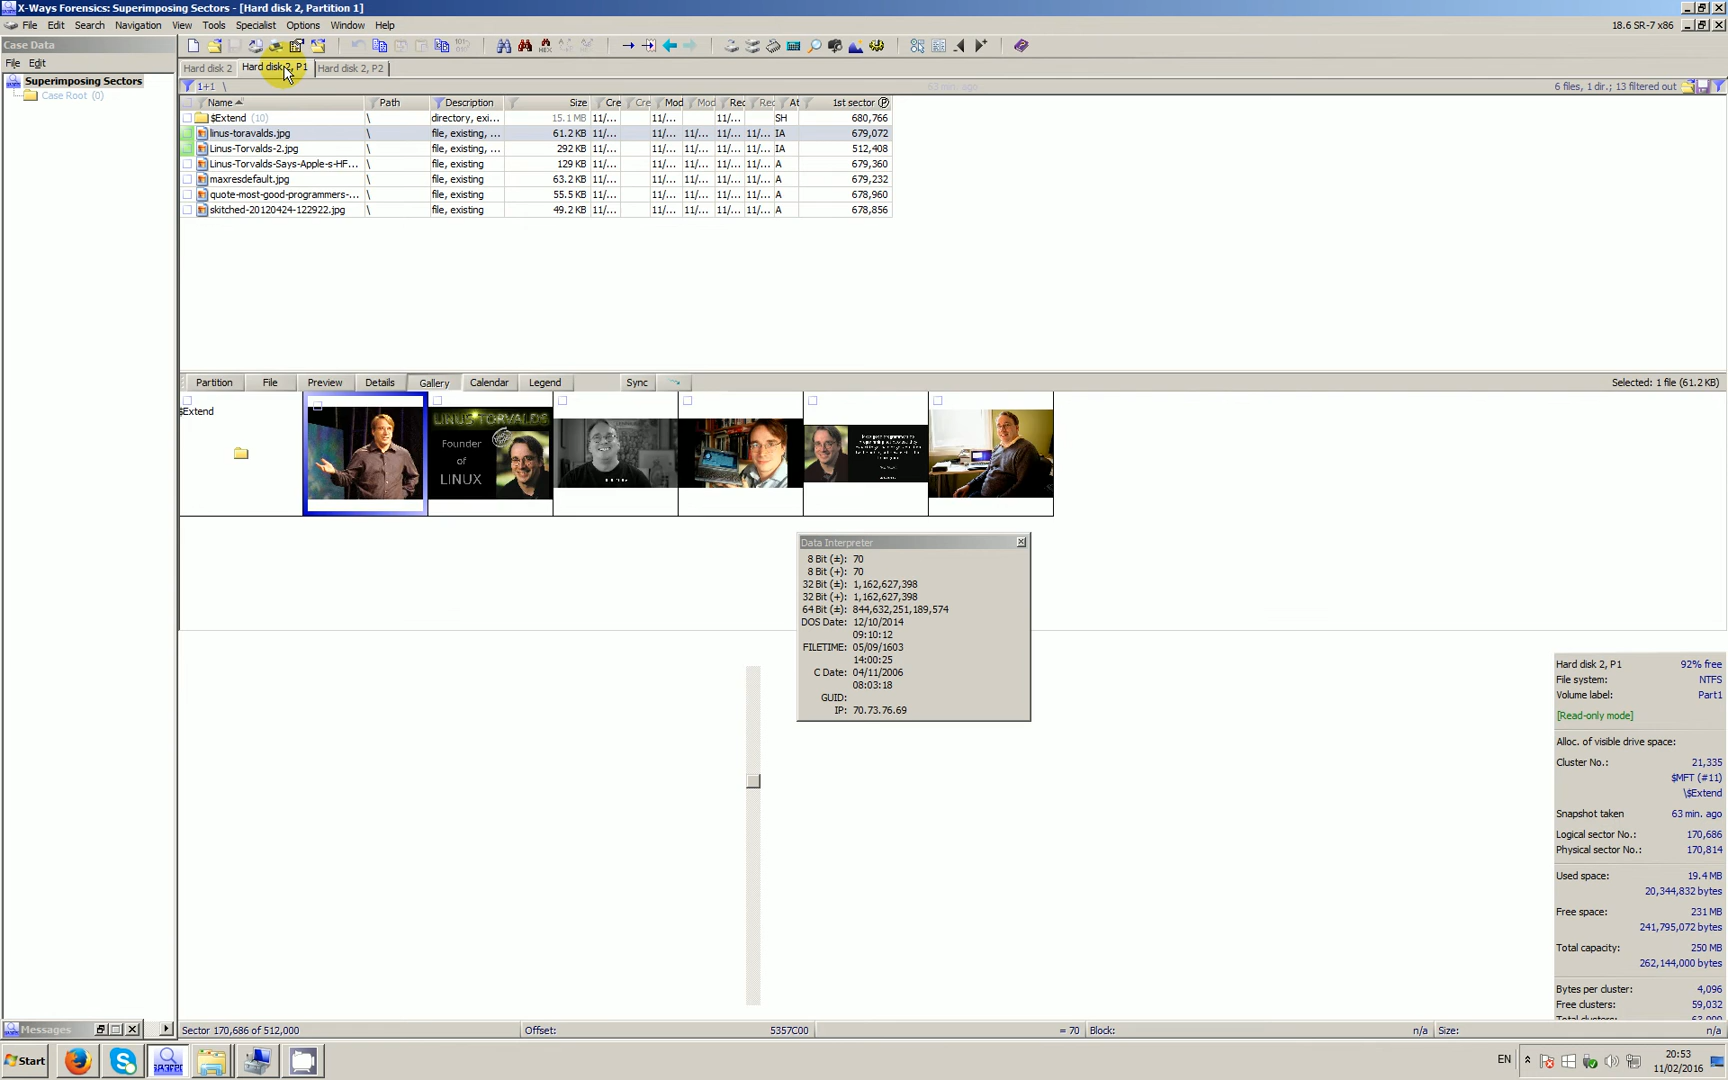 X-Ways Forensics: Superimposing Sectors - [Hard disk 2, Partition 1]
File Edit Search Navigation View Tools Specialist Options Window Help 18.6 SR-7 x86
Case Data
File Edit
Superimposing Sectors
Case Root (0)
Hard disk 2 Hard disk 2, P1 Hard disk 2, P2
1+1 \ 63 min. ago 6 files, 1 dir.; 13 filtered out
Name Path Description Size Cre Cre Mod Mod Rec Rec At 1st sector
$Extend (10) \ directory, exi... 15.1 MB 11/... 11/... 11/... SH 680,766
linus-toravalds.jpg \ file, existing, ... 61.2 KB 11/... 11/... 11/... 11/... 11/... IA 679,072
Linus-Torvalds-2.jpg \ file, existing, ... 292 KB 11/... 11/... 11/... 11/... 11/... IA 512,408
Linus-Torvalds-Says-Apple-s-HF... \ file, existing 129 KB 11/... 11/... 11/... 11/... 11/... A 679,360
maxresdefault.jpg \ file, existing 63.2 KB 11/... 11/... 11/... 11/... 11/... A 679,232
quote-most-good-programmers-... \ file, existing 55.5 KB 11/... 11/... 11/... 11/... 11/... A 678,960
skitched-20120424-122922.jpg \ file, existing 49.2 KB 11/... 11/... 11/... 11/... 11/... A 678,856
Partition File Preview Details Gallery Calendar Legend Sync Selected: 1 file (61.2 KB)
$Extend
LINUS TORVALDS
Founder
of
LINUX
Data Interpreter
8 Bit (±): 70
8 Bit (+): 70
32 Bit (±): 1,162,627,398
32 Bit (+): 1,162,627,398
64 Bit (±): 844,632,251,189,574
DOS Date: 12/10/2014
09:10:12
FILETIME: 05/09/1603
14:00:25
C Date: 04/11/2006
08:03:18
GUID:
IP: 70.73.76.69
Hard disk 2, P1 92% free
File system: NTFS
Volume label: Part1
[Read-only mode]
Alloc. of visible drive space:
Cluster No.: 21,335
$MFT (#11)
\$Extend
Snapshot taken 63 min. ago
Logical sector No.: 170,686
Physical sector No.: 170,814
Used space: 19.4 MB
20,344,832 bytes
Free space: 231 MB
241,795,072 bytes
Total capacity: 250 MB
262,144,000 bytes
Bytes per cluster: 4,096
Free clusters: 59,032
Total clusters: 63,999
Messages
Sector 170,686 of 512,000 Offset: 5357C00 = 70 Block: n/a Size: n/a
Start EN 20:53
11/02/2016